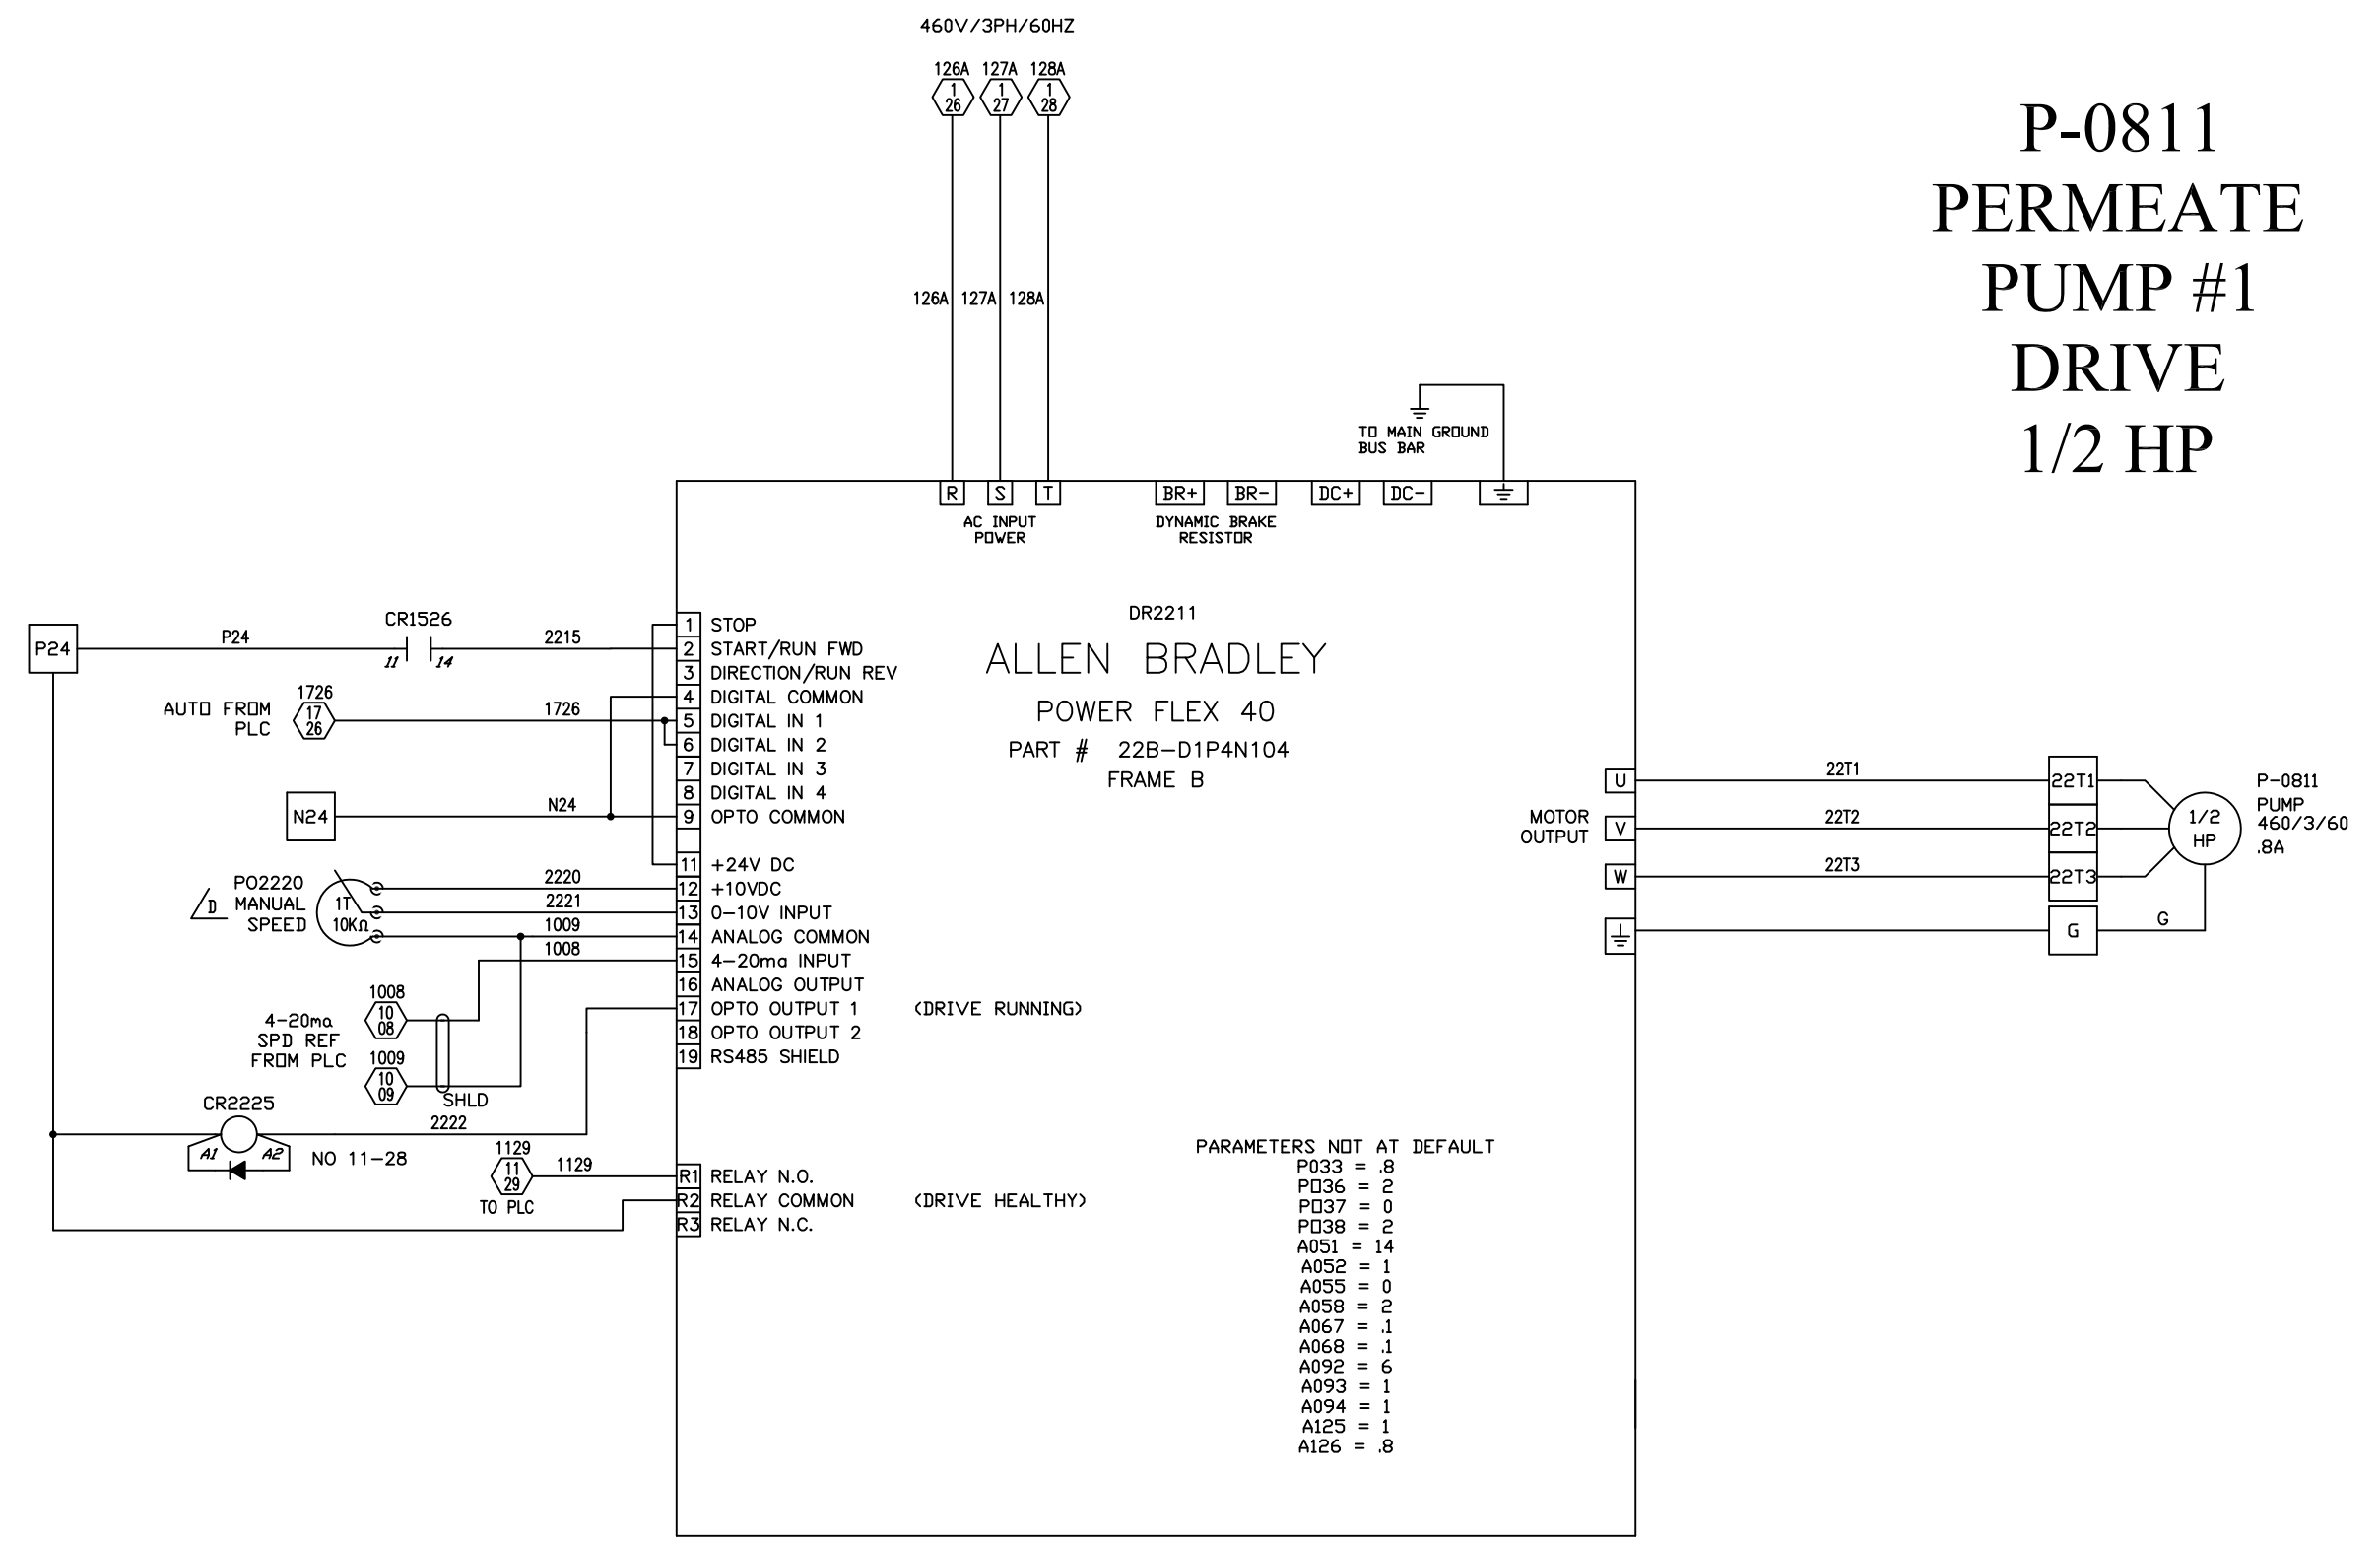 460V/3PH/60HZ
126A 127A 128A
1 26
1 27
1 28
P-0811
PERMEATE
PUMP #1
DRIVE
1/2 HP
126A 127A 128A
TO MAIN GROUND
BUS BAR
R S T BR+ BR- DC+ DC-
AC INPUT
POWER
DYNAMIC BRAKE
RESISTOR
DR2211
ALLEN BRADLEY
POWER FLEX 40
PART # 22B-D1P4N104
FRAME B
CR1526
P24
P24
11 14
2215
1 STOP
2 START/RUN FWD
3 DIRECTION/RUN REV
4 DIGITAL COMMON
5 DIGITAL IN 1
6 DIGITAL IN 2
7 DIGITAL IN 3
8 DIGITAL IN 4
9 OPTO COMMON
11 +24V DC
12 +10VDC
13 0-10V INPUT
14 ANALOG COMMON
15 4-20ma INPUT
16 ANALOG OUTPUT
17 OPTO OUTPUT 1 (DRIVE RUNNING)
18 OPTO OUTPUT 2
19 RS485 SHIELD
AUTO FROM
PLC
1726
17
26
1726
N24
N24
D
PO2220
MANUAL
SPEED
1T
10KΩ
2220
2221
1009
1008
4-20ma
SPD REF
FROM PLC
1008
10
08
1009
10
09
SHLD
CR2225
A1 A2
NO 11-28
2222
1129
11
29
TO PLC
1129
R1 RELAY N.O.
R2 RELAY COMMON (DRIVE HEALTHY)
R3 RELAY N.C.
MOTOR
OUTPUT
U
V
W
22T1
22T2
22T3
22T1
22T2
22T3
G
G
1/2
HP
P-0811
PUMP
460/3/60
.8A
PARAMETERS NOT AT DEFAULT
P033 = .8
PO36 = 2
PO37 = 0
PO38 = 2
A051 = 14
A052 = 1
A055 = 0
A058 = 2
A067 = .1
A068 = .1
A092 = 6
A093 = 1
A094 = 1
A125 = 1
A126 = .8